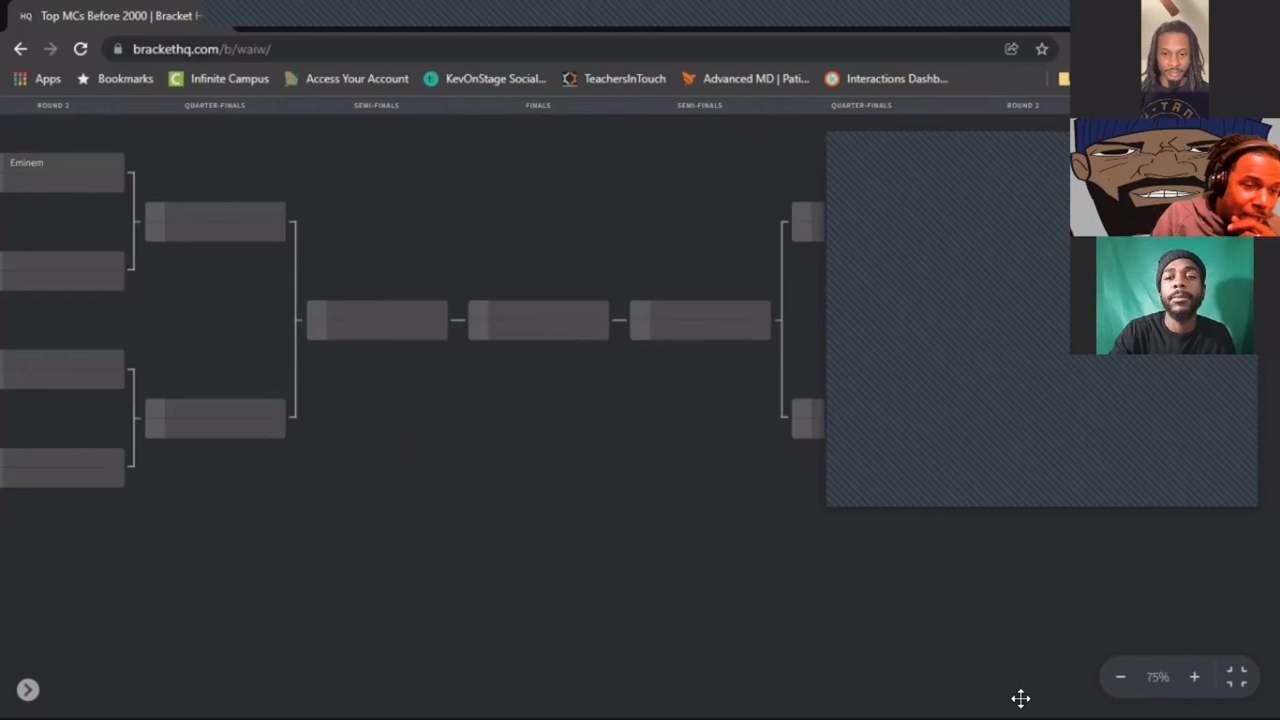 HQ Top MCs Before 2000 | Bracket H
brackethq.com/b/waiw/
Apps Bookmarks Infinite Campus Access Your Account KevOnStage Social... TeachersInTouch Advanced MD | Pati... Interactions Dashb...
ROUND 2 QUARTER-FINALS SEMI-FINALS FINALS SEMI-FINALS QUARTER-FINALS ROUND 2
Eminem
75%